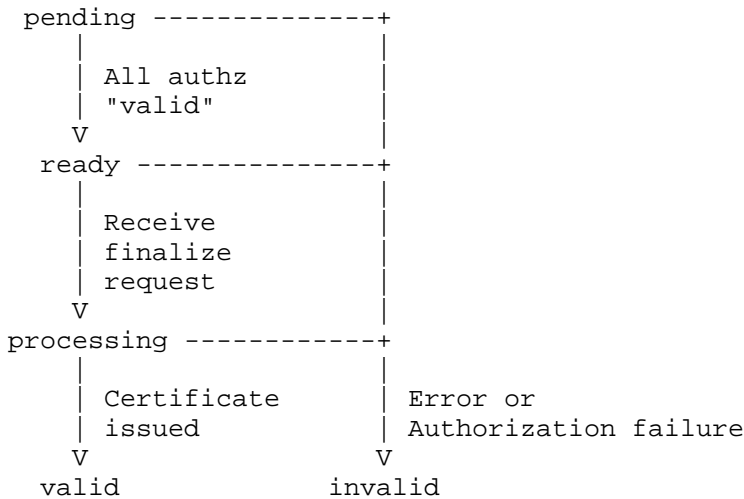 pending --------------+
|                  |
| All authz        |
| "valid"          |
V                  |
ready ---------------+
|                  |
| Receive          |
| finalize         |
| request          |
V                  |
processing ------------+
|                  |
| Certificate      | Error or
| issued           | Authorization failure
V                  V
valid             invalid